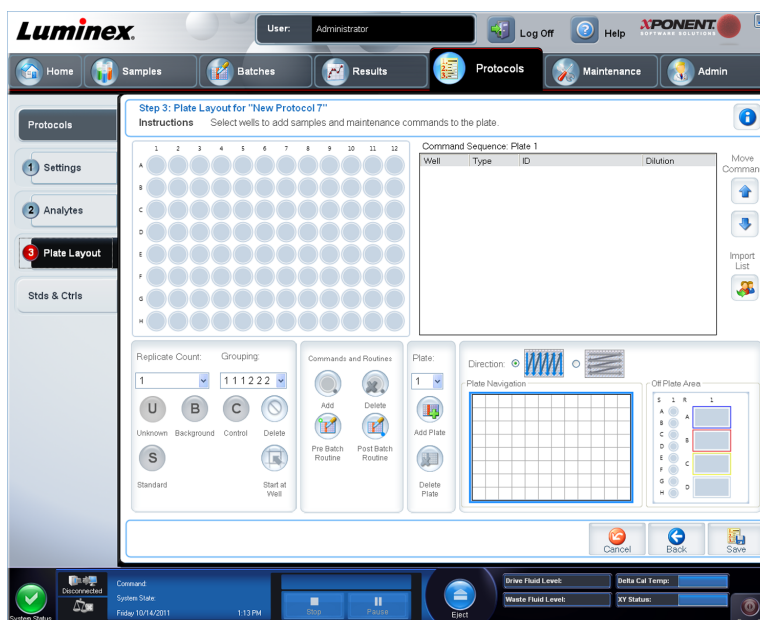 Luminex.
User: Administrator
Log Off
Help
XPONENT.
SOFTWARE SOLUTIONS
Home
Samples
Batches
Results
Protocols
Maintenance
Admin
Protocols
1 Settings
2 Analytes
3 Plate Layout
Stds & Ctrls
Step 3: Plate Layout for "New Protocol 7"
Instructions Select wells to add samples and maintenance commands to the plate.
1 2 3 4 5 6 7 8 9 10 11 12
A
B
C
D
E
F
G
H
Command Sequence: Plate 1
Well Type ID Dilution
Move
Comman
Import
List
Replicate Count: Grouping:
1 1 1 1 2 2 2
U B C
Unknown Background Control Delete
S
Standard Start at
Well
Commands and Routines
Add Delete
Pre Batch
Routine
Post Batch
Routine
Plate:
1
Add Plate
Delete
Plate
Direction:
Plate Navigation
Off Plate Area
S 1 R 1
A
B
C
D
E
F
G
H
A
B
C
D
Cancel
Back
Save
System Status
Disconnected
Command:
System State:
Friday 10/14/2011 1:13 PM
Stop
Pause
Eject
Drive Fluid Level:
Waste Fluid Level:
Delta Cal Temp:
XY Status: